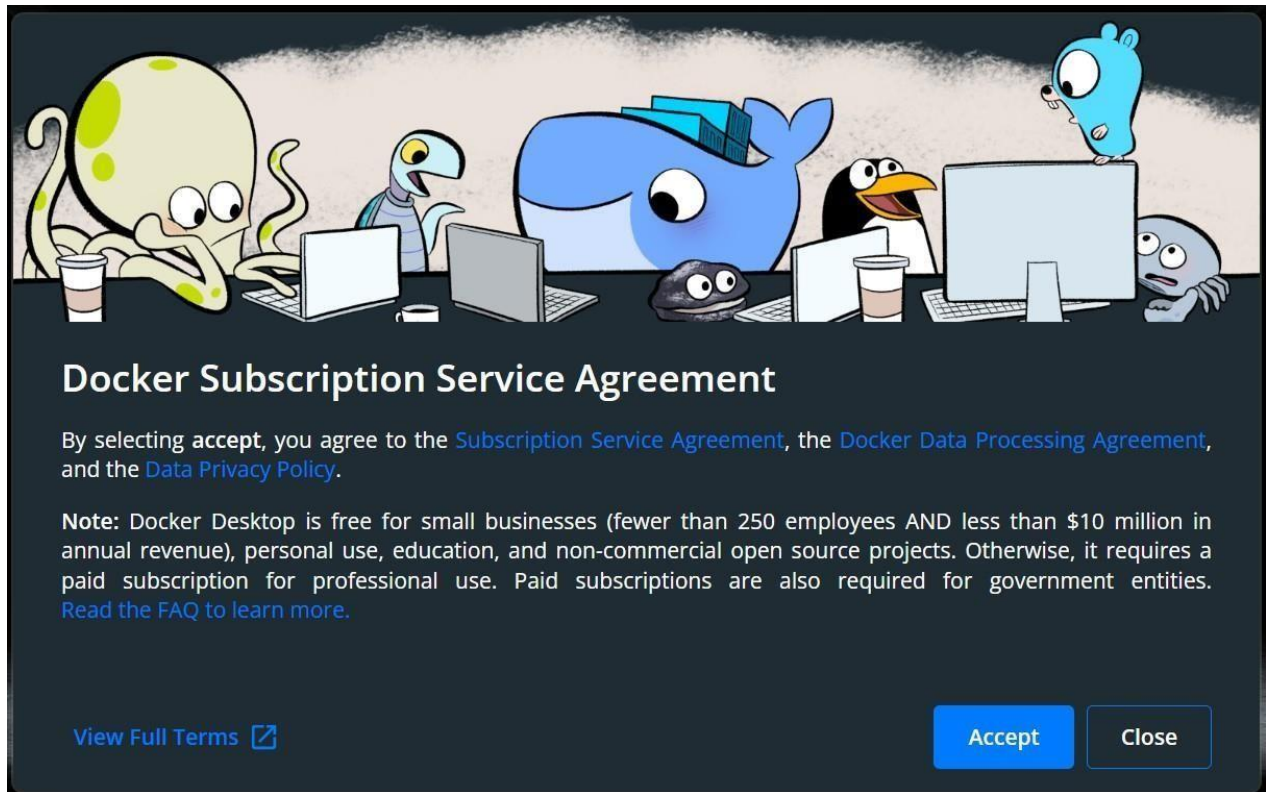 Docker Subscription Service Agreement
By selecting accept, you agree to the Subscription Service Agreement, the Docker Data Processing Agreement,
and the Data Privacy Policy.
Note: Docker Desktop is free for small businesses (fewer than 250 employees AND less than $10 million in
annual revenue), personal use, education, and non-commercial open source projects. Otherwise, it requires a
paid subscription for professional use. Paid subscriptions are also required for government entities.
Read the FAQ to learn more.
View Full Terms
Accept
Close